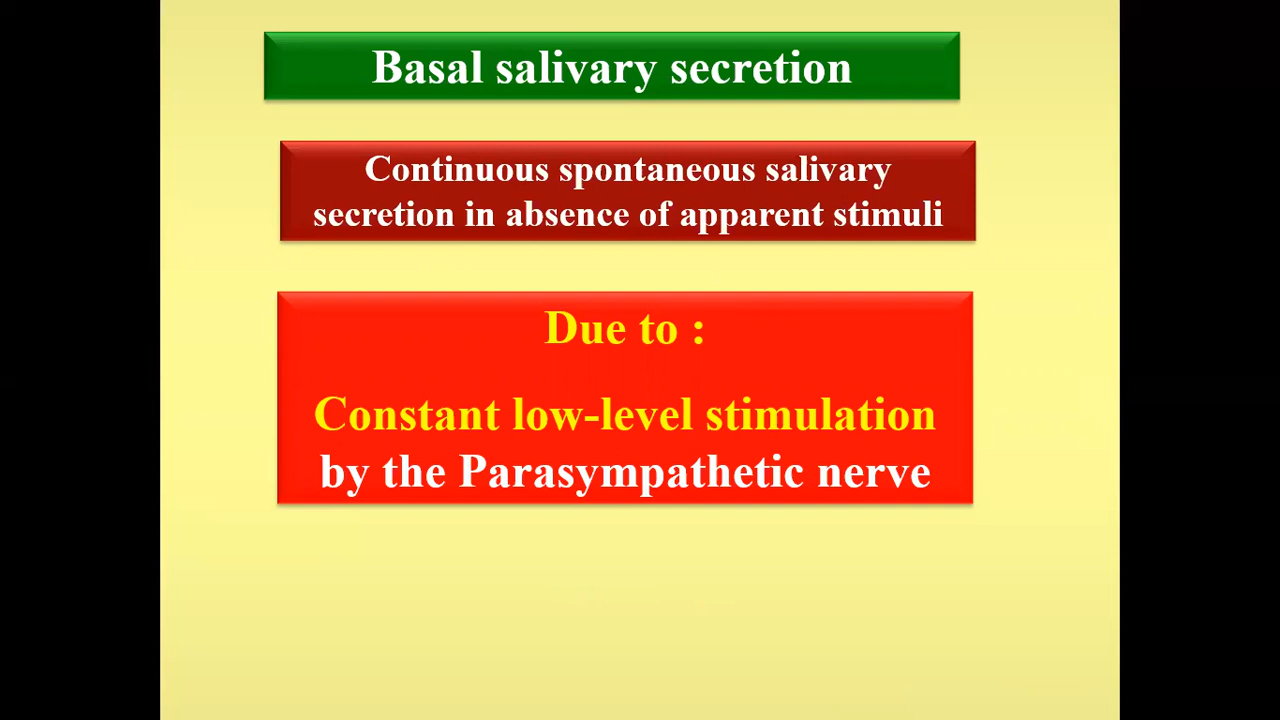 Basal salivary secretion
Continuous spontaneous salivary
secretion in absence of apparent stimuli
Due to :
Constant low-level stimulation
by the Parasympathetic nerve